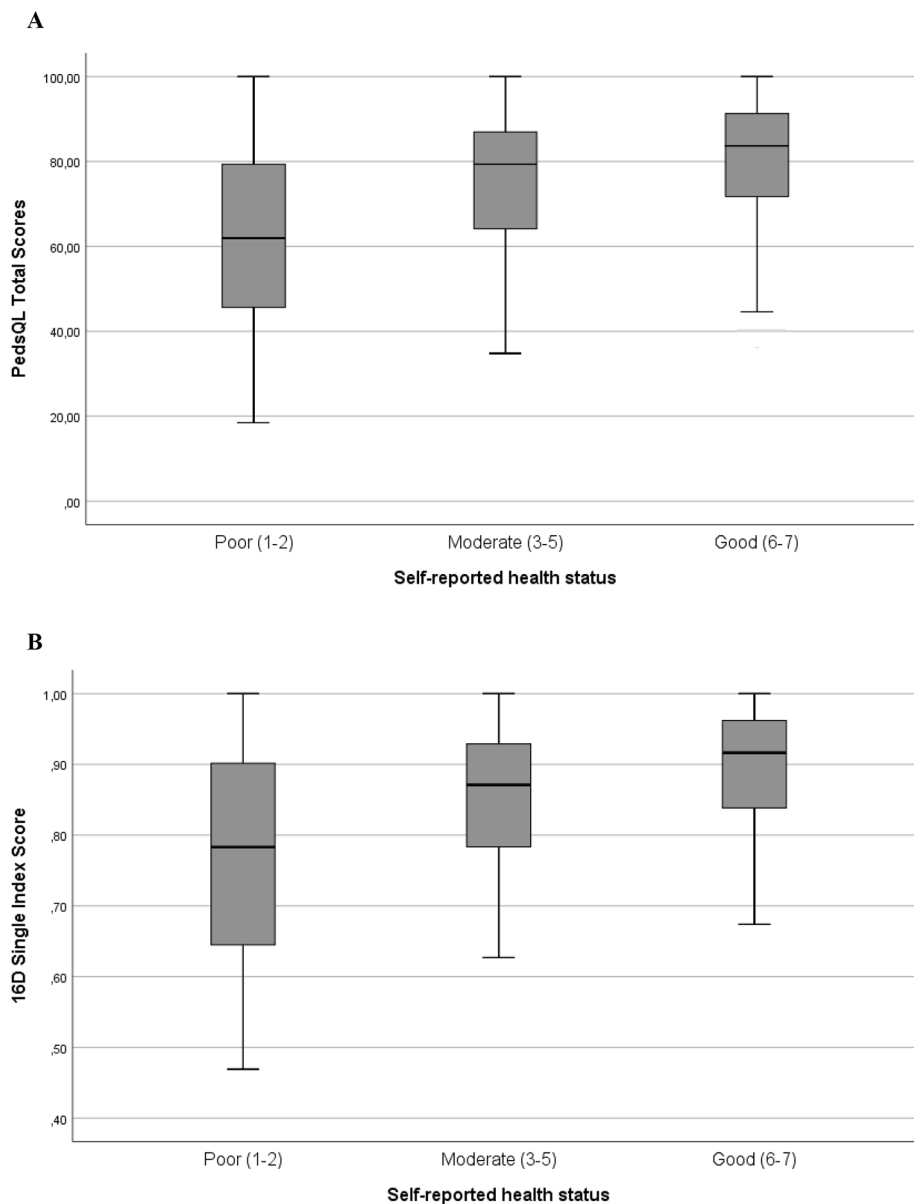 A
100,00
80,00
60,00
40,00
20,00
,00
PedsQL Total Scores
Poor (1-2) Moderate (3-5) Good (6-7)
Self-reported health status
B
1,00
,90
,80
,70
,60
,50
,40
16D Single Index Score
Poor (1-2) Moderate (3-5) Good (6-7)
Self-reported health status